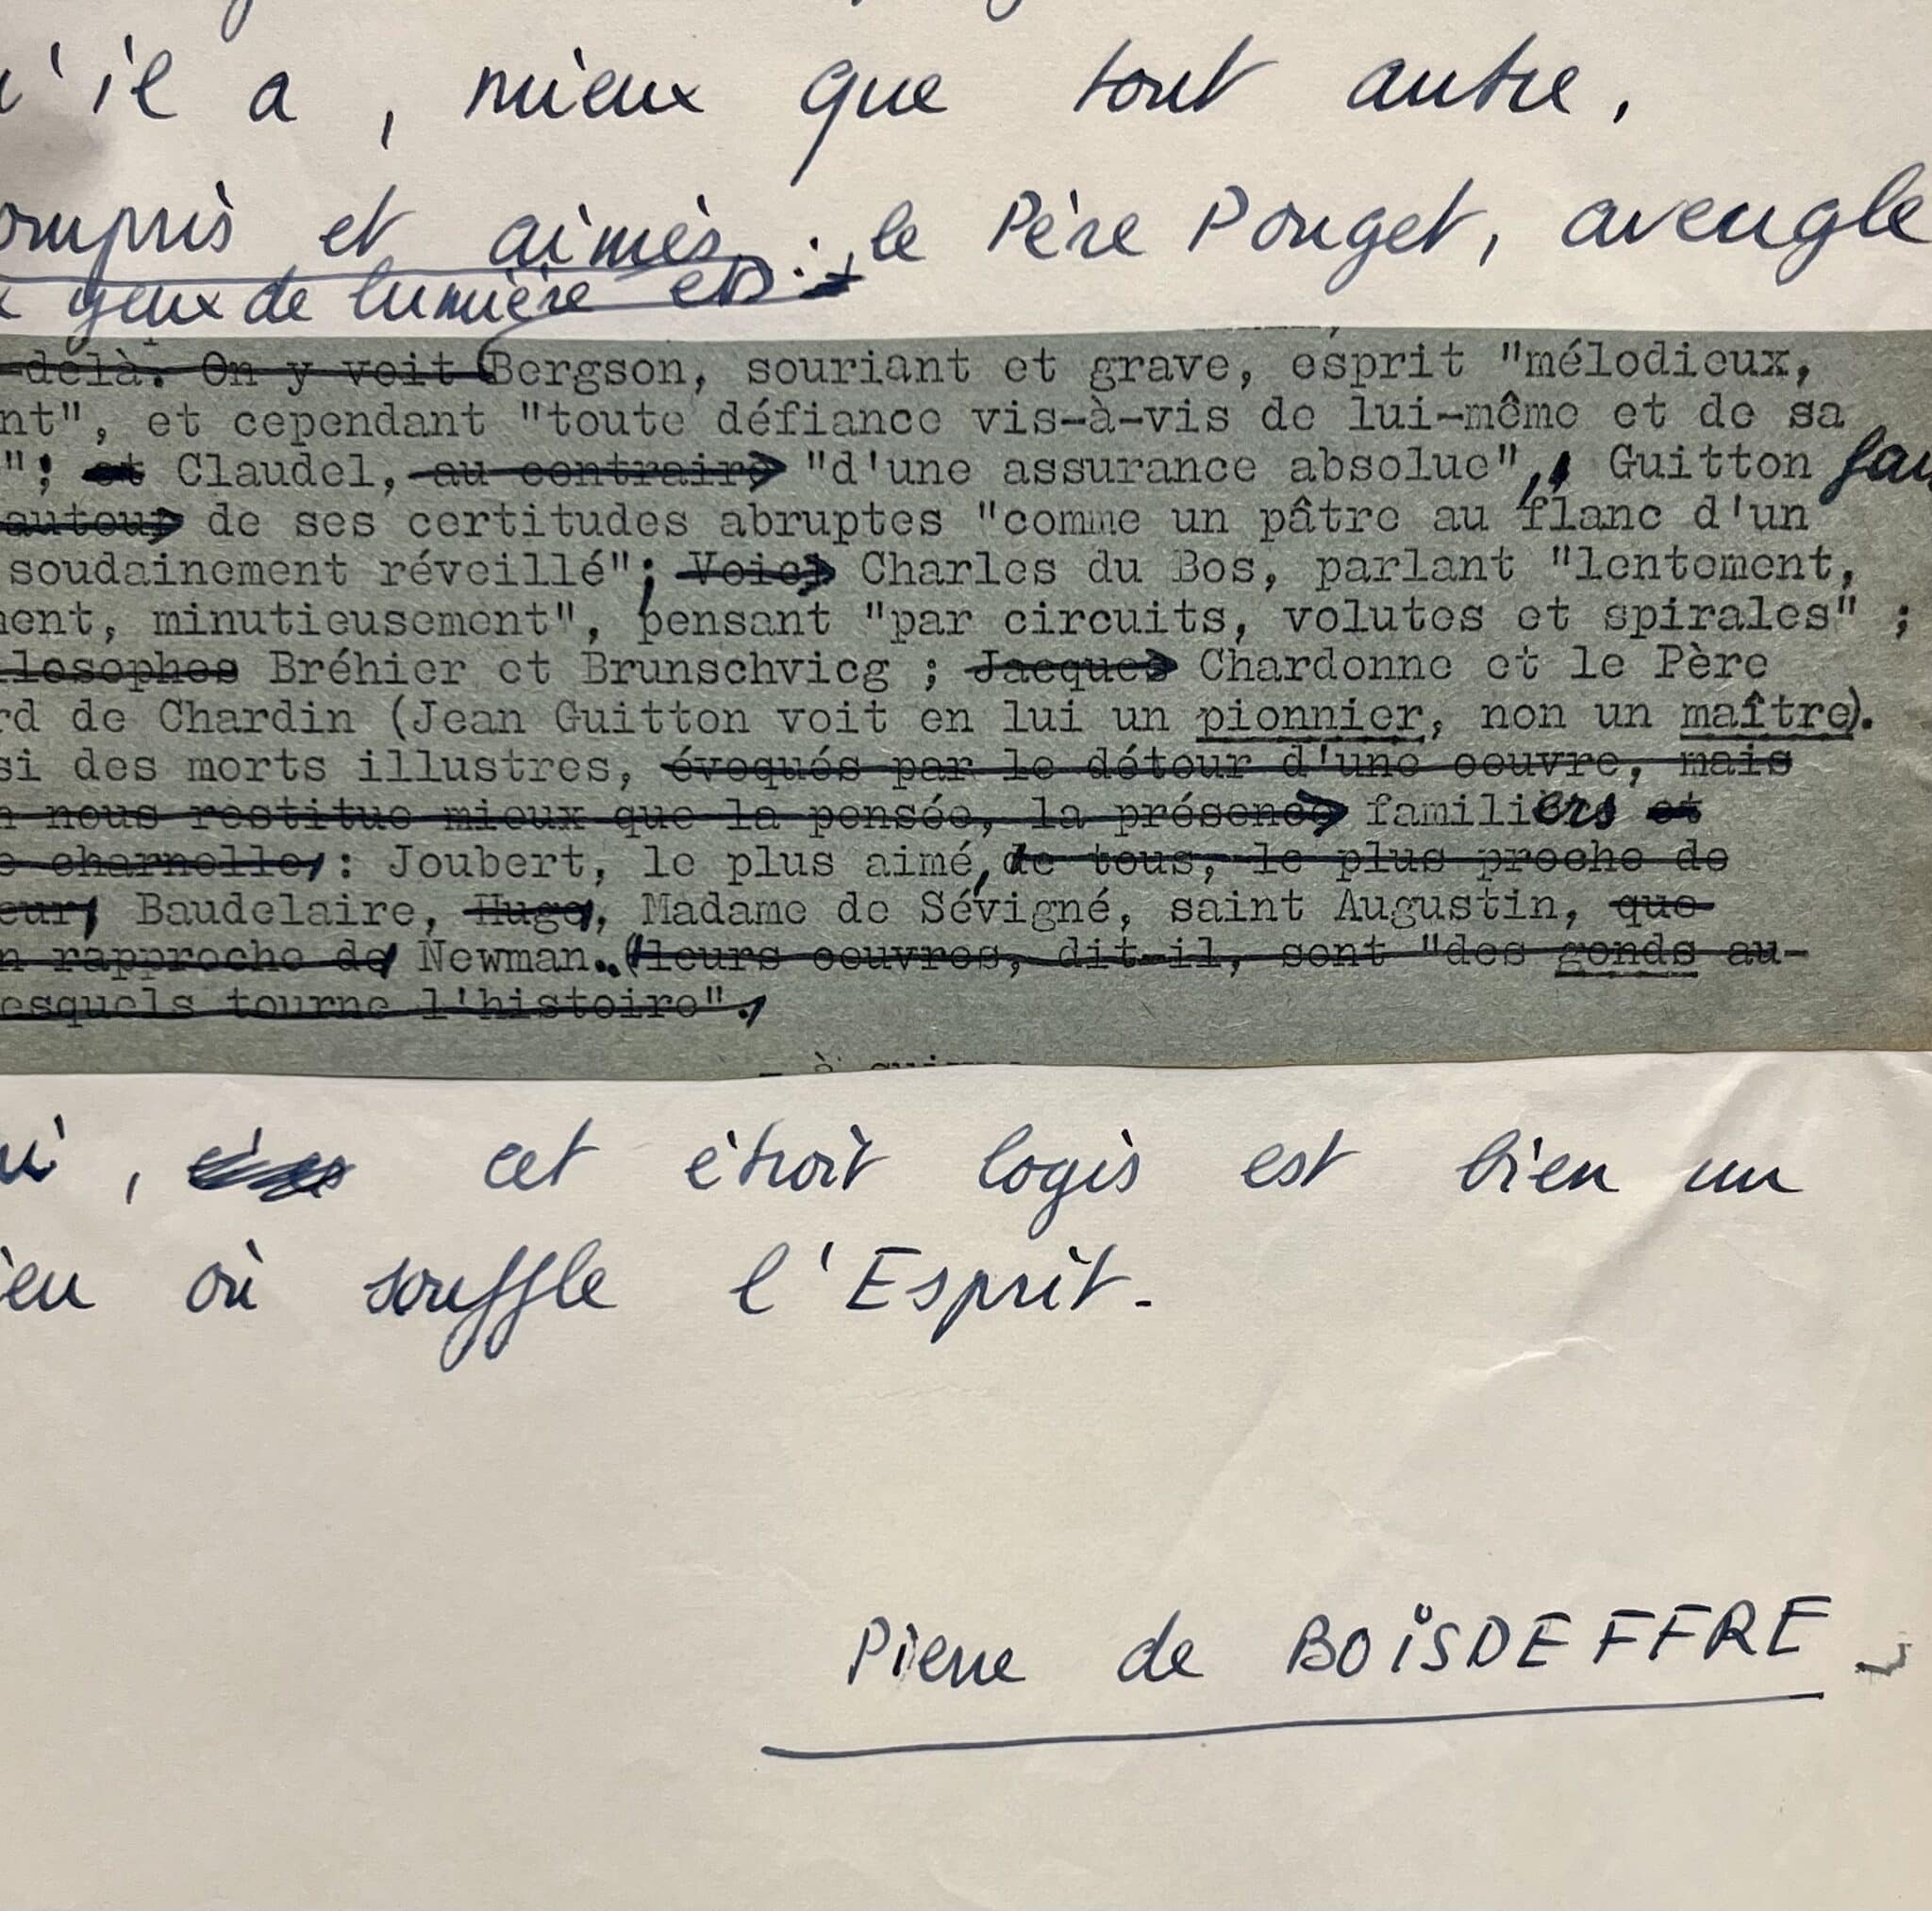 'il a, mieux que tout autre,
ompris et aimés : le Père Pouget, aveugle
x yeux de lumière et
-delà. On y voit Bergson, souriant et grave, esprit "mélodieux,
nt", et cependant "toute défiance vis-à-vis de lui-même et de sa
"; et Claudel, au contraire "d'une assurance absolue", Guitton
autour de ses certitudes abruptes "comme un pâtre au flanc d'un
soudainement réveillé"; Voici Charles du Bos, parlant "lentement,
ment, minutieusement", pensant "par circuits, volutes et spirales" ;
losophes Bréhier et Brunschvicg ; Jacques Chardonne et le Père
rd de Chardin (Jean Guitton voit en lui un pionnier, non un maître).
si des morts illustres, évoqués par le détour d'une oeuvre, mais
n nous restitue mieux que la pensée, la présence familiers et
e charnelle, : Joubert, le plus aimé, de tous, le plus proche de
eur, Baudelaire, Hugo, Madame de Sévigné, saint Augustin, que
n rapproche de Newman. (leurs oeuvres, dit-il, sont "des gonds au-
esquels tourne l'histoire".
- à suivre
ui, cet étroit logis est bien un
ieu où souffle l'Esprit.
Pierre de BOISDEFFRE